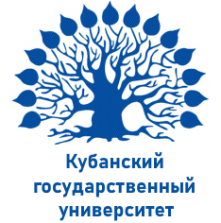 Кубанский
государственный
университет